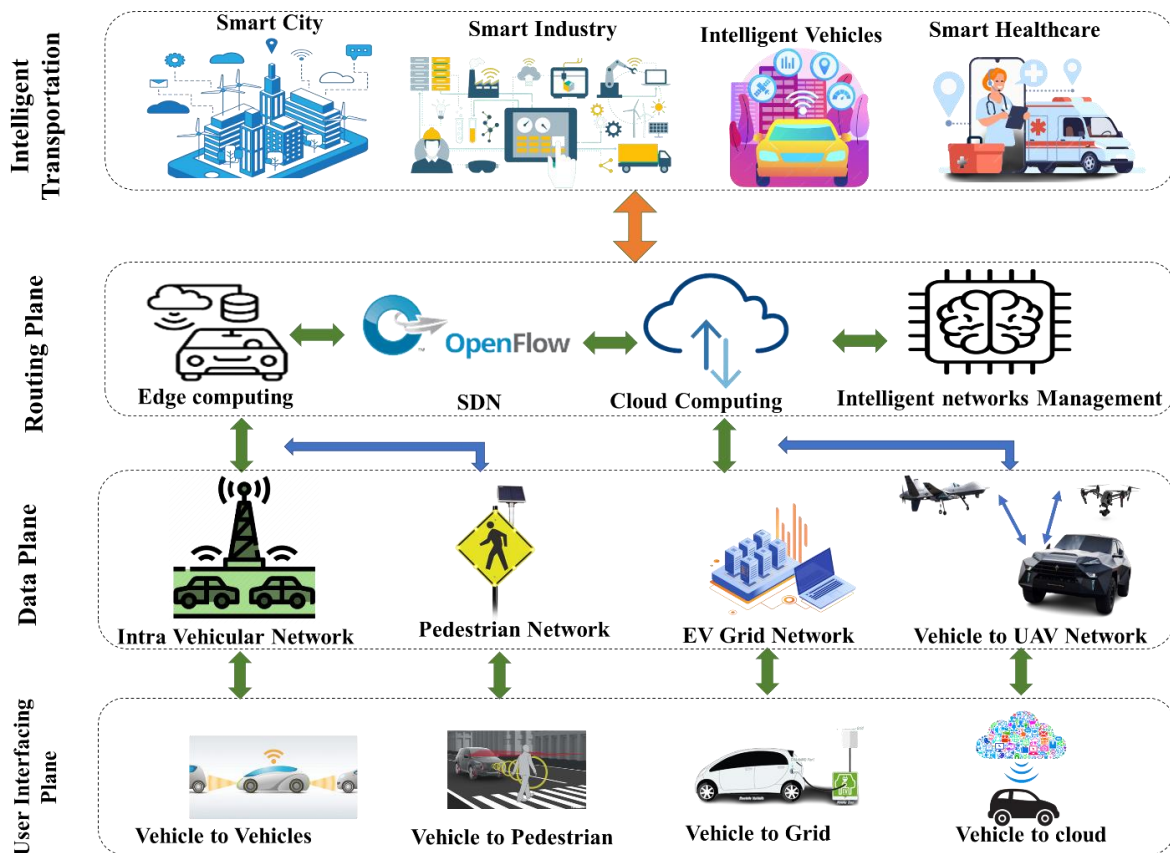 Intelligent
Transportation
Smart City
Smart Industry
Intelligent Vehicles
Smart Healthcare
Routing Plane
OpenFlow
Edge computing
SDN
Cloud Computing
Intelligent networks Management
Data Plane
Intra Vehicular Network
Pedestrian Network
EV Grid Network
Vehicle to UAV Network
User Interfacing
Plane
Vehicle to Vehicles
Vehicle to Pedestrian
Vehicle to Grid
Vehicle to cloud